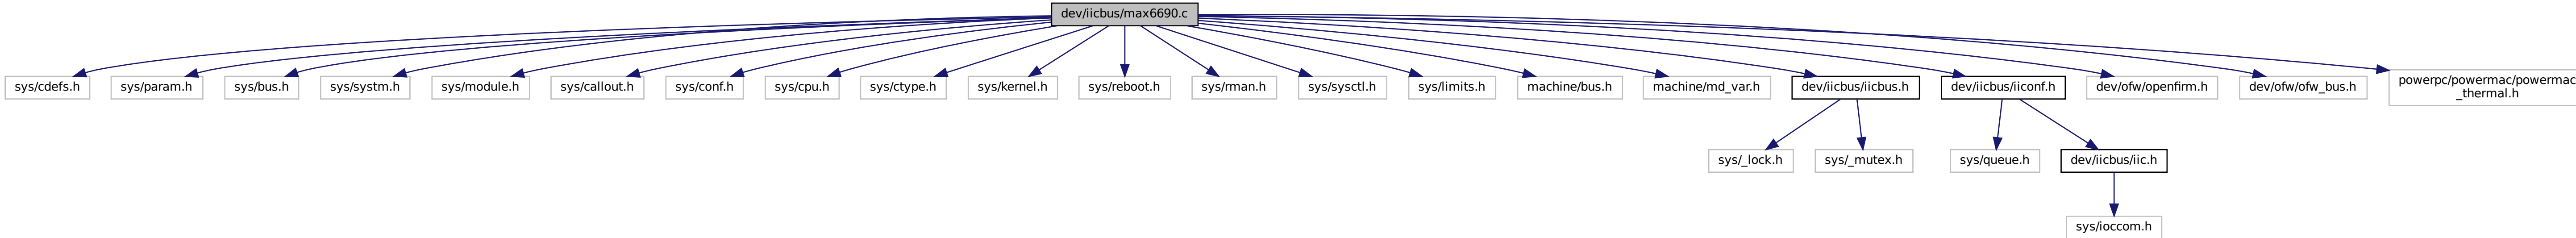 dev/iicbus/max6690.c
sys/cdefs.h
sys/param.h
sys/bus.h
sys/systm.h
sys/module.h
sys/callout.h
sys/conf.h
sys/cpu.h
sys/ctype.h
sys/kernel.h
sys/reboot.h
sys/rman.h
sys/sysctl.h
sys/limits.h
machine/bus.h
machine/md_var.h
dev/iicbus/iicbus.h
dev/iicbus/iiconf.h
dev/ofw/openfirm.h
dev/ofw/ofw_bus.h
powerpc/powermac/powermac
_thermal.h
sys/_lock.h
sys/_mutex.h
sys/queue.h
dev/iicbus/iic.h
sys/ioccom.h